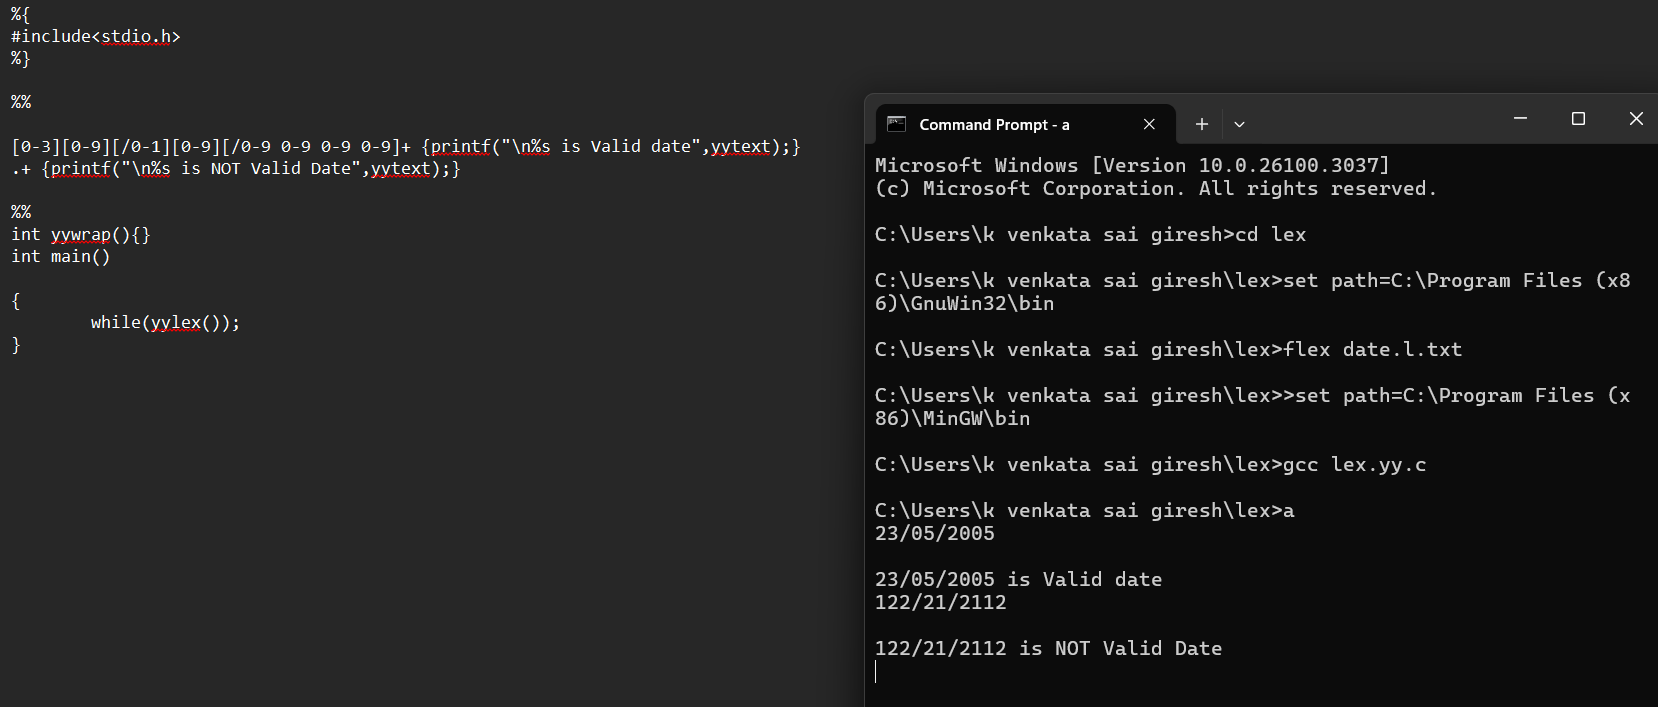 %{
#include<stdio.h>
%}
%%
[0-3][0-9][/0-1][0-9][/0-9 0-9 0-9 0-9]+ {printf("\n%s is Valid date",yytext);}
.+ {printf("\n%s is NOT Valid Date",yytext);}
%%
int yywrap(){}
int main()
{
        while(yylex());
}
Command Prompt - a
Microsoft Windows [Version 10.0.26100.3037]
(c) Microsoft Corporation. All rights reserved.
C:\Users\k venkata sai giresh>cd lex
C:\Users\k venkata sai giresh\lex>set path=C:\Program Files (x8
6)\GnuWin32\bin
C:\Users\k venkata sai giresh\lex>flex date.l.txt
C:\Users\k venkata sai giresh\lex>>set path=C:\Program Files (x
86)\MinGW\bin
C:\Users\k venkata sai giresh\lex>gcc lex.yy.c
C:\Users\k venkata sai giresh\lex>a
23/05/2005
23/05/2005 is Valid date
122/21/2112
122/21/2112 is NOT Valid Date